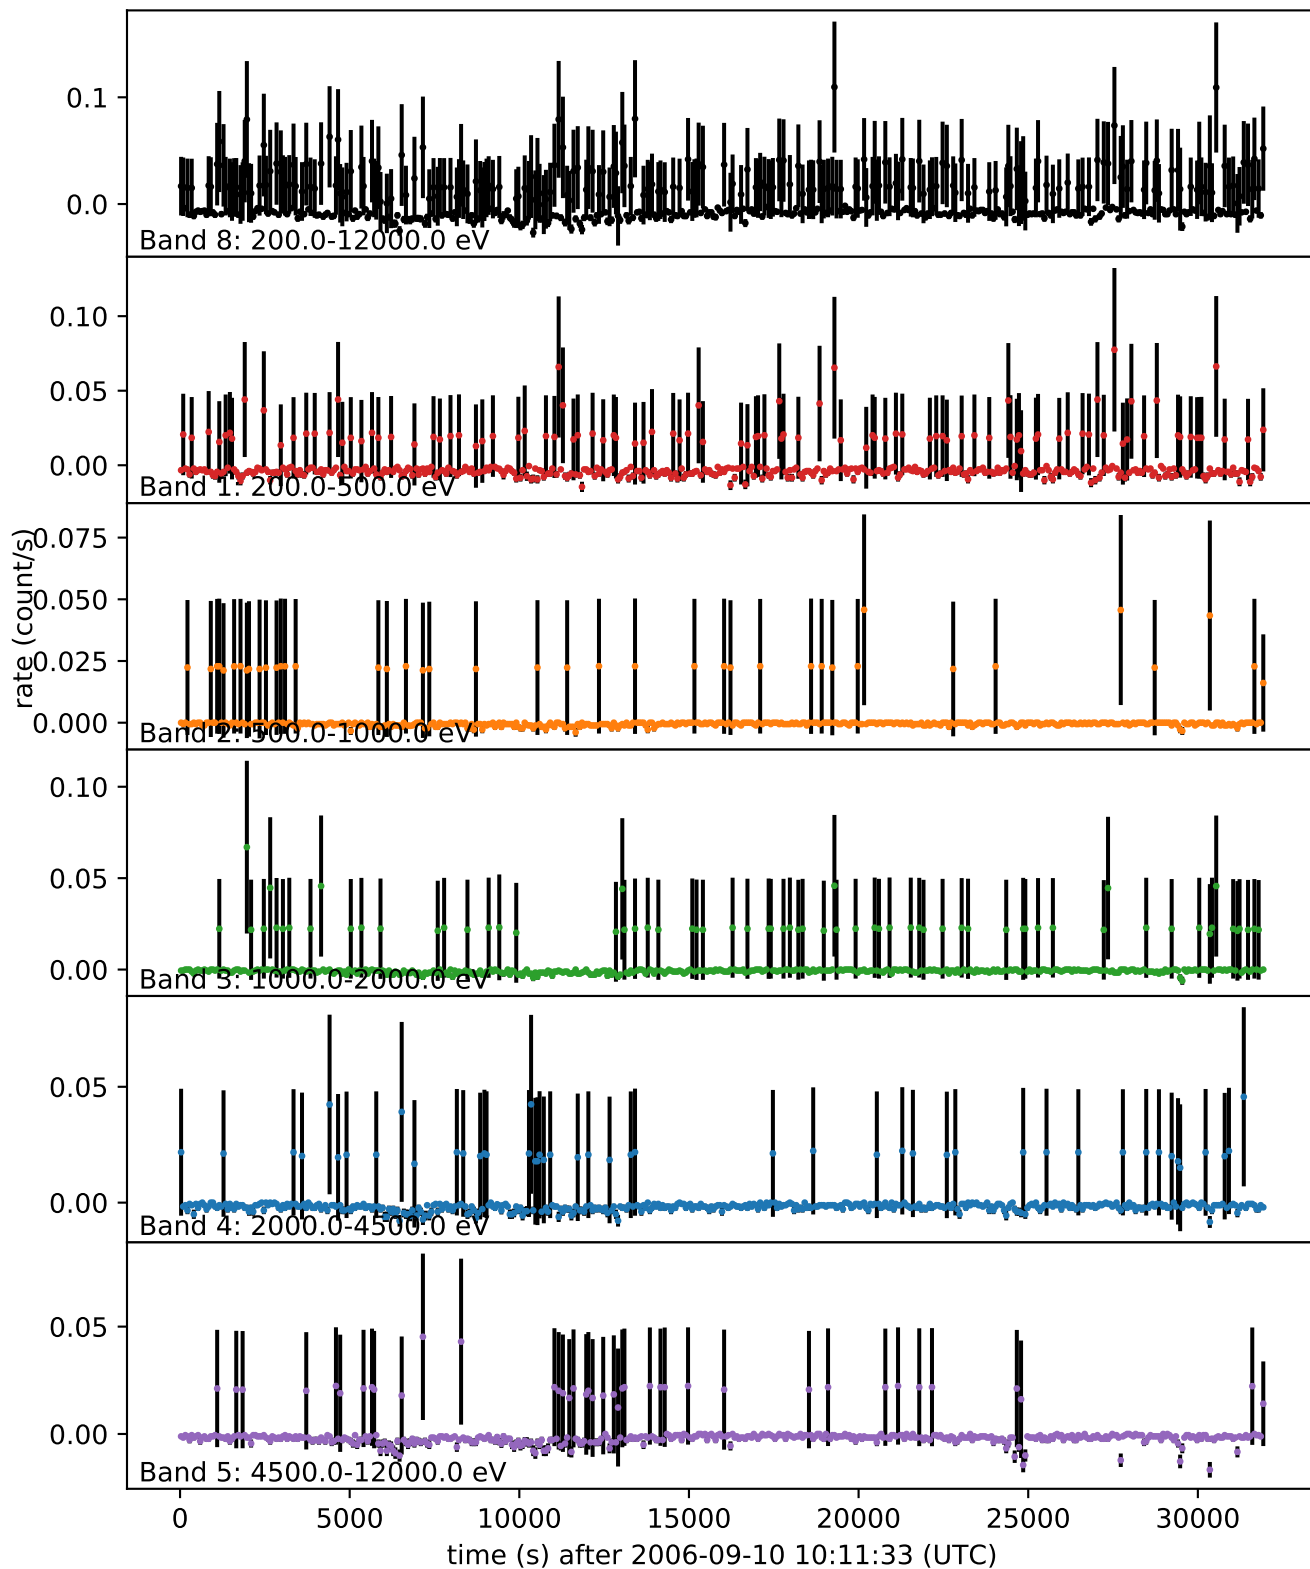 0.1
0.0
Band 8: 200.0-12000.0 eV
0.10
0.05
0.00
Band 1: 200.0-500.0 eV
rate (count/s)
0.075
0.050
0.025
0.000
Band 2: 500.0-1000.0 eV
0.10
0.05
0.00
Band 3: 1000.0-2000.0 eV
0.05
0.00
Band 4: 2000.0-4500.0 eV
0.05
0.00
Band 5: 4500.0-12000.0 eV
0 5000 10000 15000 20000 25000 30000
time (s) after 2006-09-10 10:11:33 (UTC)